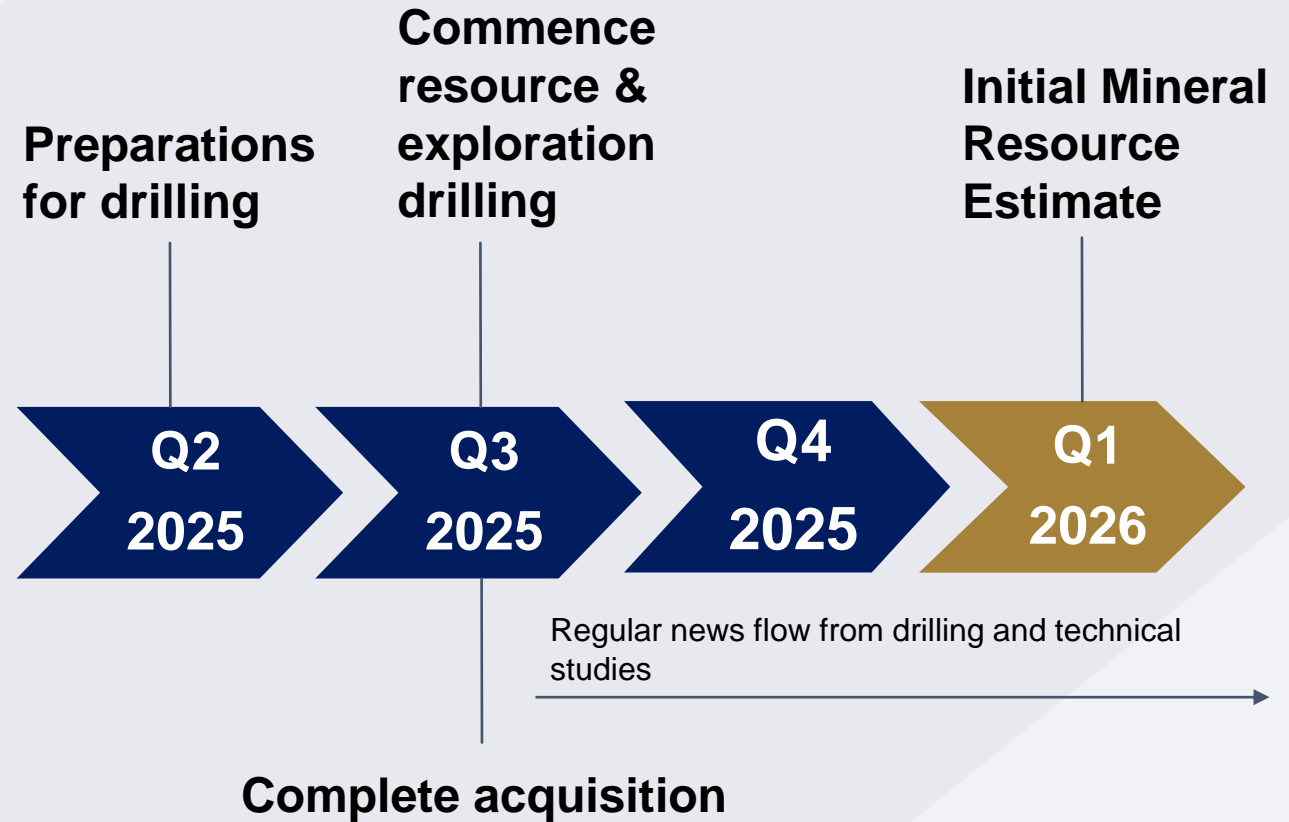 Preparations
for drilling
Commence
resource &
exploration
drilling
Initial Mineral
Resource
Estimate
Q2
2025
Q3
2025
Q4
2025
Q1
2026
Regular news flow from drilling and technical
studies
Complete acquisition